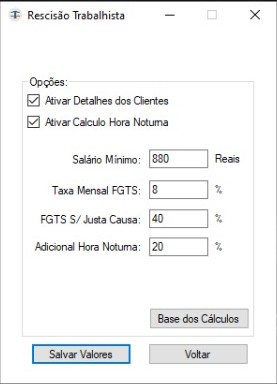 Rescisão Trabalhista
Opções:
Ativar Detalhes dos Clientes
Ativar Calculo Hora Noturna
Salário Mínimo: 880 Reais
Taxa Mensal FGTS: 8 %
FGTS S/ Justa Causa: 40 %
Adicional Hora Noturna: 20 %
Base dos Cálculos
Salvar Valores Voltar